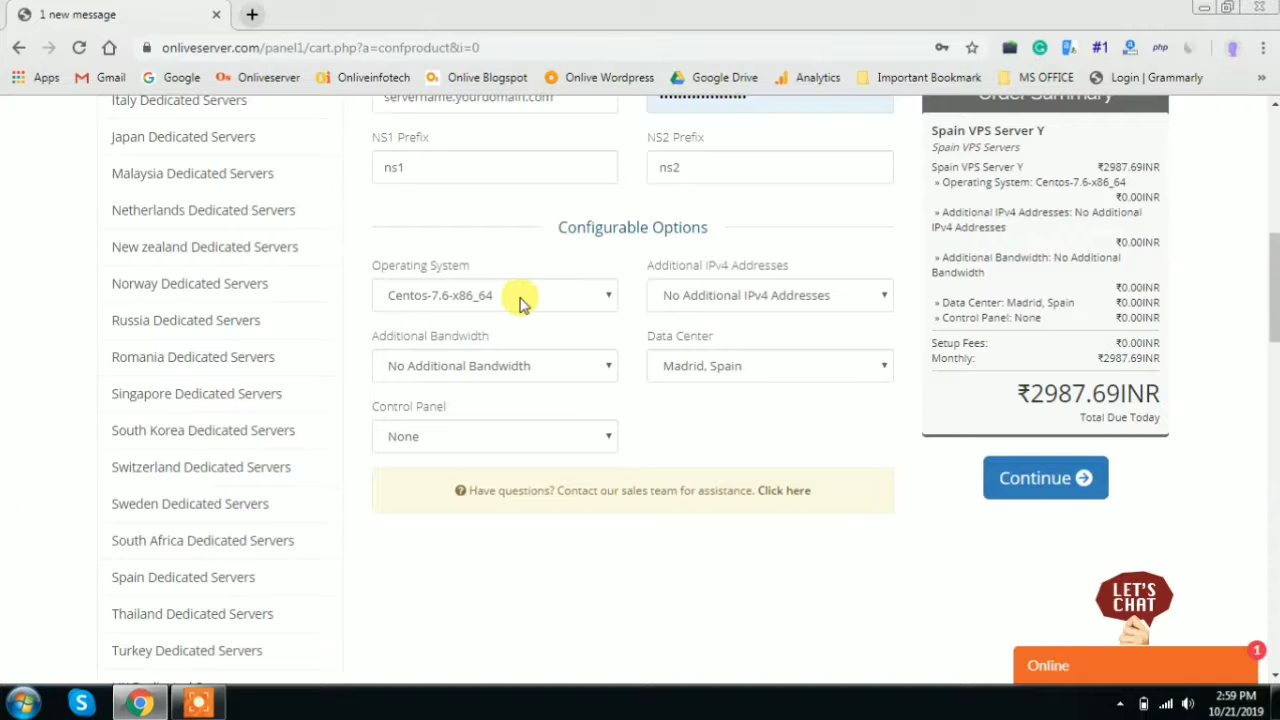 1 new message
onliveserver.com/panel1/cart.php?a=confproduct&i=0
#1
php
Apps
Gmail
Google
Onliveserver
Onliveinfotech
Online Blogspot
Onlive Wordpress
Google Drive
Analytics
Important Bookmark
MS OFFICE
Login | Grammarly
»
Italy Dedicated Servers
Japan Dedicated Servers
Malaysia Dedicated Servers
Netherlands Dedicated Servers
New zealand Dedicated Servers
Norway Dedicated Servers
Russia Dedicated Servers
Romania Dedicated Servers
Singapore Dedicated Servers
South Korea Dedicated Servers
Switzerland Dedicated Servers
Sweden Dedicated Servers
South Africa Dedicated Servers
Spain Dedicated Servers
Thailand Dedicated Servers
Turkey Dedicated Servers
servername.yourdomain.com
NS1 Prefix
NS2 Prefix
ns1
ns2
Configurable Options
Operating System
Additional IPv4 Addresses
Centos-7.6-x86_64
No Additional IPv4 Addresses
Additional Bandwidth
Data Center
No Additional Bandwidth
Madrid, Spain
Control Panel
None
Have questions? Contact our sales team for assistance. Click here
Order Summary
Spain VPS Server Y
Spain VPS Servers
Spain VPS Server Y ₹2987.69INR
» Operating System: Centos-7.6-x86_64
₹0.00INR
» Additional IPv4 Addresses: No Additional
IPv4 Addresses
₹0.00INR
» Additional Bandwidth: No Additional
Bandwidth
₹0.00INR
» Data Center: Madrid, Spain ₹0.00INR
» Control Panel: None ₹0.00INR
Setup Fees: ₹0.00INR
Monthly: ₹2987.69INR
₹2987.69INR
Total Due Today
Continue
LET'S
CHAT
Online
1
2:59 PM
10/21/2019